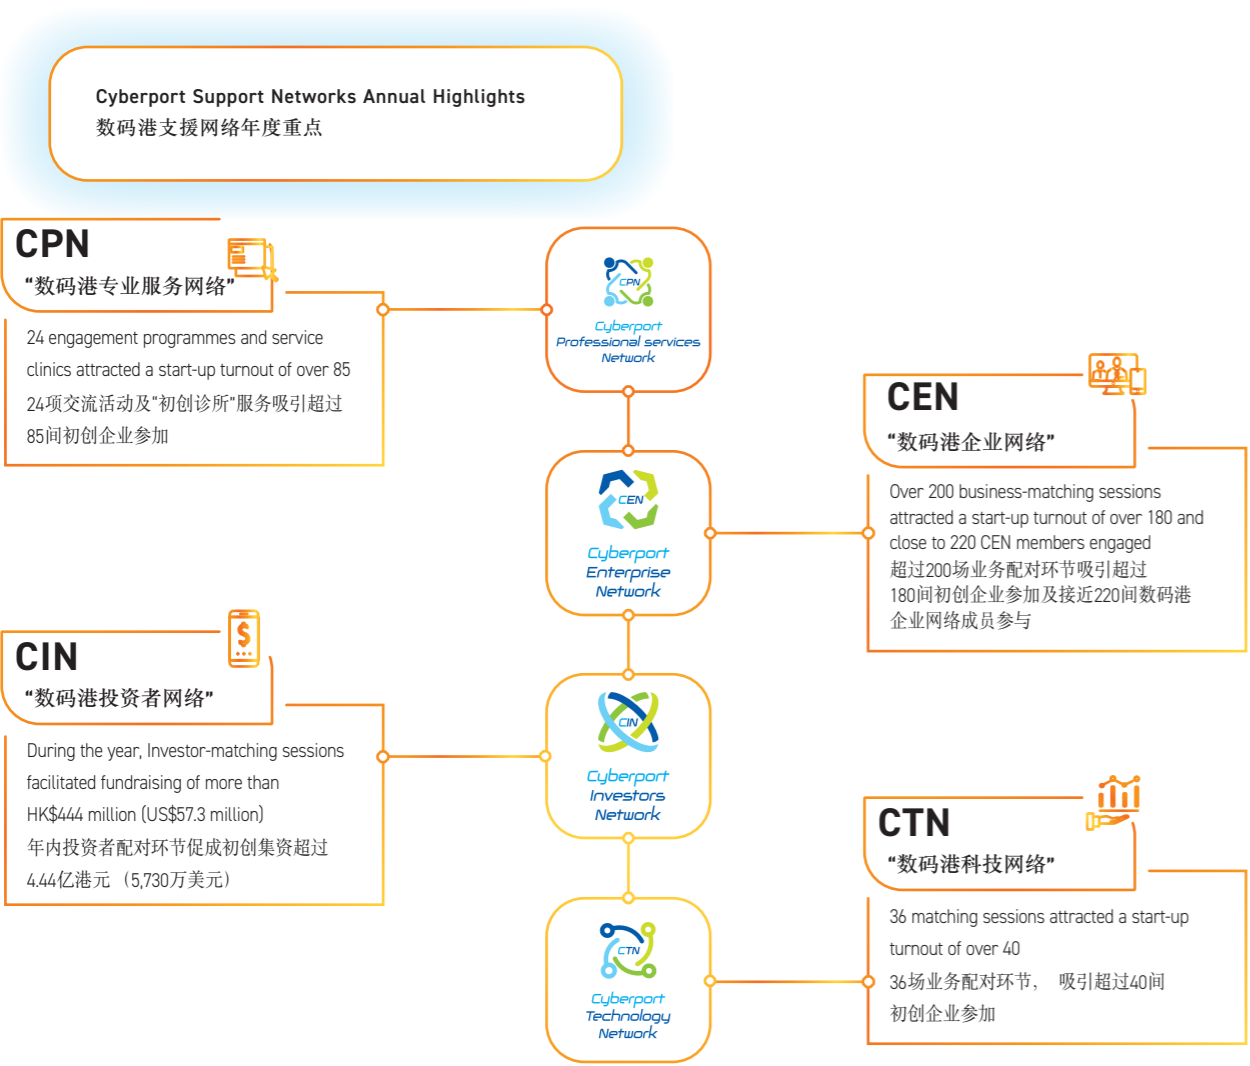 Cyberport Support Networks Annual Highlights
数码港支援网络年度重点
CPN
“数码港专业服务网络”
24 engagement programmes and service
clinics attracted a start-up turnout of over 85
24项交流活动及“初创诊所”服务吸引超过
85间初创企业参加
CPN
Cyberport
Professional services
Network
CEN
“数码港企业网络”
Over 200 business-matching sessions
attracted a start-up turnout of over 180 and
close to 220 CEN members engaged
超过200场业务配对环节吸引超过
180间初创企业参加及接近220间数码港
企业网络成员参与
CEN
Cyberport
Enterprise
Network
CIN
“数码港投资者网络”
During the year, Investor-matching sessions
facilitated fundraising of more than
HK$444 million (US$57.3 million)
年内投资者配对环节促成初创集资超过
4.44亿港元（5,730万美元）
$
CIN
Cyberport
Investors
Network
CTN
“数码港科技网络”
36 matching sessions attracted a start-up
turnout of over 40
36场业务配对环节， 吸引超过40间
初创企业参加
CTN
Cyberport
Technology
Network